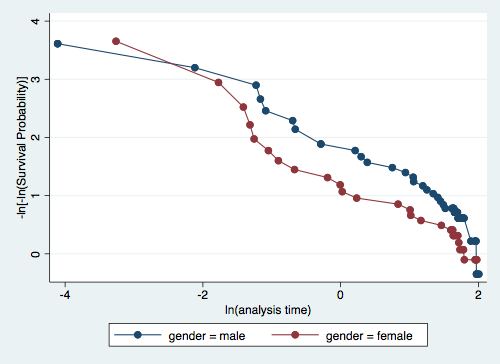 4
3
2
1
0
-ln[-ln(Survival Probability)]
-4
-2
0
2
ln(analysis time)
gender = male
gender = female